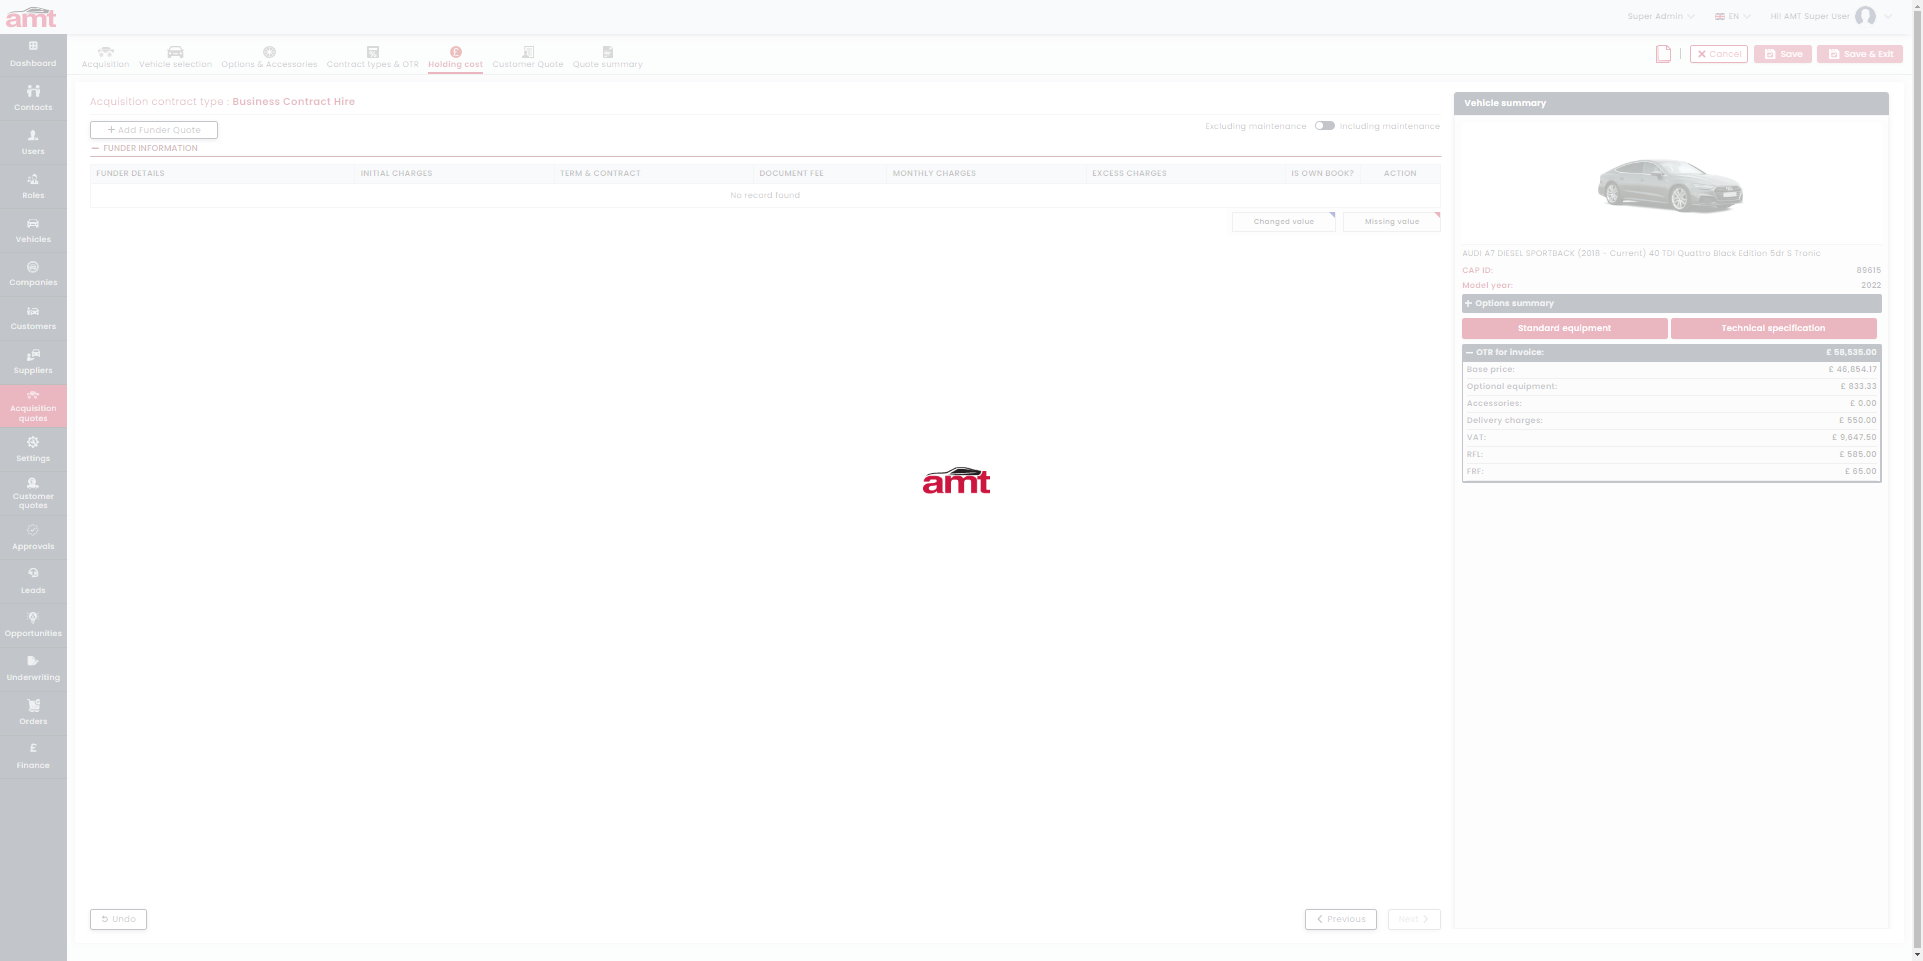 amt
Super Admin
EN
Hi! AMT Super User
Dashboard
Contacts
Users
Roles
Vehicles
Companies
Customers
Suppliers
Acquisition
quotes
Settings
Customer
quotes
Approvals
Leads
Opportunities
Underwriting
Orders
Finance
Acquisition
Vehicle selection
Options & Accessories
Contract types & OTR
Holding cost
Customer Quote
Quote summary
Cancel
Save
Save & Exit
Acquisition contract type : Business Contract Hire
+ Add Funder Quote
Excluding maintenance
Including maintenance
FUNDER INFORMATION
FUNDER DETAILS
INITIAL CHARGES
TERM & CONTRACT
DOCUMENT FEE
MONTHLY CHARGES
EXCESS CHARGES
IS OWN BOOK?
ACTION
No record found
Changed value
Missing value
amt
Undo
Previous
Next
Vehicle summary
AUDI A7 DIESEL SPORTBACK (2018 - Current) 40 TDI Quattro Black Edition 5dr S Tronic
CAP ID: 89615
Model year: 2022
+ Options summary
Standard equipment
Technical specification
OTR for invoice: £ 58,535.00
Base price: £ 46,854.17
Optional equipment: £ 833.33
Accessories: £ 0.00
Delivery charges: £ 550.00
VAT: £ 9,647.50
RFL: £ 585.00
FRF: £ 65.00